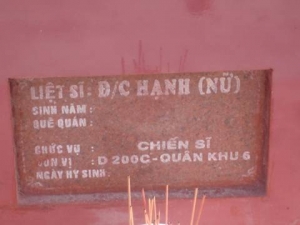 LIỆT SĨ: Đ/C HẠNH (NỮ)
SINH NĂM :
QUÊ QUÁN :
CHỨC VỤ : CHIẾN SĨ
ĐƠN VỊ : D 200C-QUÂN KHU 6
NGÀY HY SINH